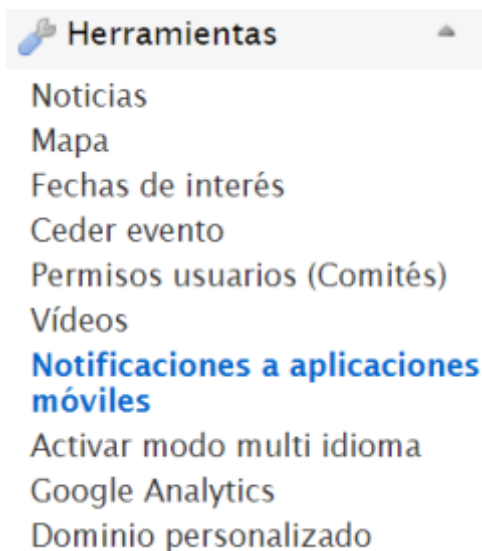 Herramientas
Noticias
Mapa
Fechas de interés
Ceder evento
Permisos usuarios (Comités)
Vídeos
Notificaciones a aplicaciones
móviles
Activar modo multi idioma
Google Analytics
Dominio personalizado